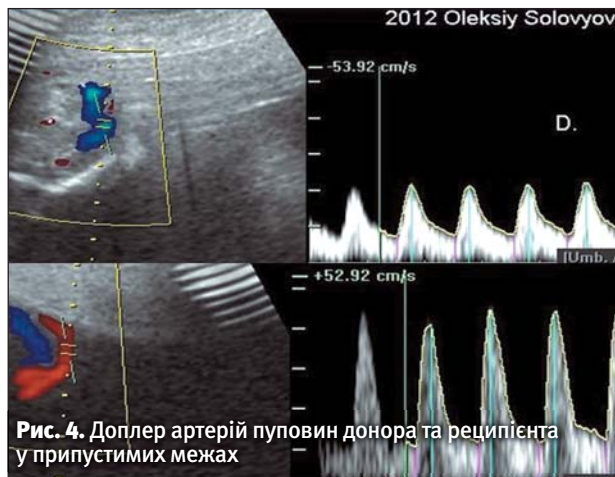 2012 Oleksiy Solovyov
-53.92 cm/s
D.
[Umb.
+52.92 cm/s
Рис. 4. Доплер артерій пуповин донора та реципієнта
у припустимих межах